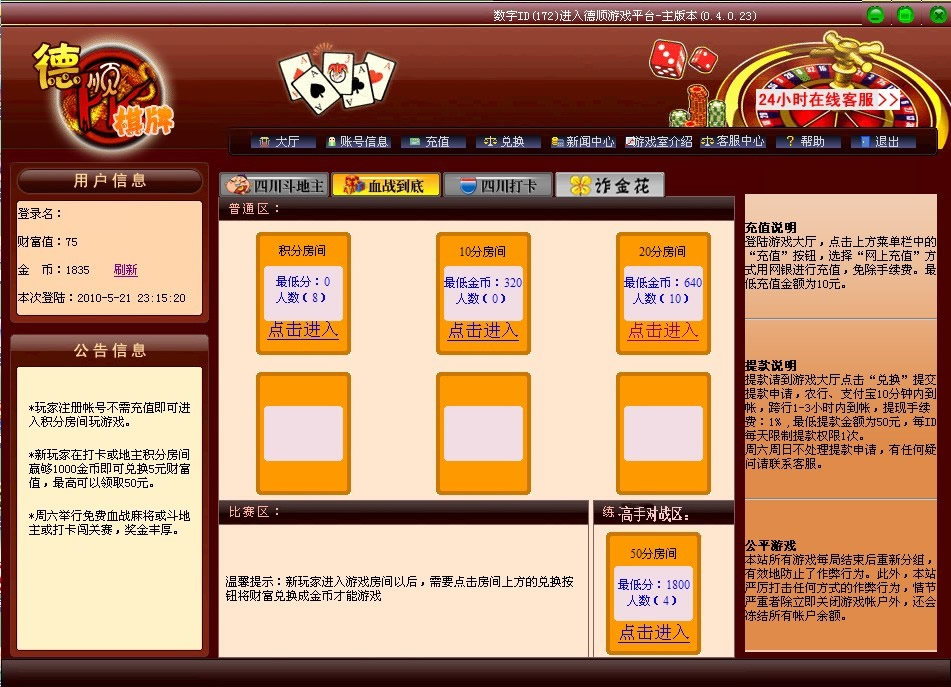 数字ID(172)进入德顺游戏平台-主版本(0.4.0.23)
德顺
棋牌
24小时在线客服>>
大厅 账号信息 充值 兑换 新闻中心 游戏室介绍 客服中心 帮助 退出
用户信息
登录名：
财富值：75
金 币：1835 刷新
本次登陆：2010-5-21 23:15:20
公告信息
*玩家注册帐号不需充值即可进
入积分房间玩游戏。
*新玩家在打卡或地主积分房间
赢够1000金币即可兑换5元财富
值，最高可以领取50元。
*周六举行免费血战麻将或斗地
主或打卡闯关赛，奖金丰厚。
四川斗地主 血战到底 四川打卡 诈金花
普通区：
积分房间
最低分：0
人数(8)
点击进入
10分房间
最低金币：320
人数(0)
点击进入
20分房间
最低金币：640
人数(10)
点击进入
比赛区：
温馨提示：新玩家进入游戏房间以后，需要点击房间上方的兑换按
钮将财富兑换成金币才能游戏
练 高手对战区：
50分房间
最低分：1800
人数(4)
点击进入
充值说明
登陆游戏大厅，点击上方菜单栏中的
“充值”按钮，选择“网上充值”方
式用网银进行充值，免除手续费。最
低充值金额为10元。
提款说明
提款请到游戏大厅点击“兑换”提交
提款申请，农行、支付宝10分钟内到
帐，跨行1-3小时内到帐，提现手续
费：1%，最低提款金额为50元，每ID
每天限制提款权限1次。
周六周日不处理提款申请，有任何疑
问请联系客服。
公平游戏
本站所有游戏每局结束后重新分组，
有效地防止了作弊行为。此外，本站
严厉打击任何方式的作弊行为，情节
严重者除立即关闭游戏帐户外，还会
冻结所有帐户余额。